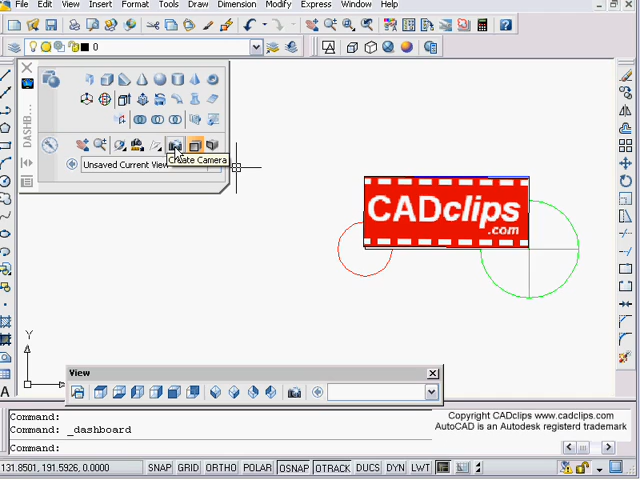 File Edit View Insert Format Tools Draw Dimension Modify Express Window Help
0
DASHB...
Create Camera
Unsaved Current View
CADclips
.com
Y
View
Command:
Command: _dashboard
Command:
Copyright CADclips www.cadclips.com
AutoCAD is an Autodesk registerd trademark
131.8501, 191.5926, 0.0000 SNAP GRID ORTHO POLAR OSNAP OTRACK DUCS DYN LWT